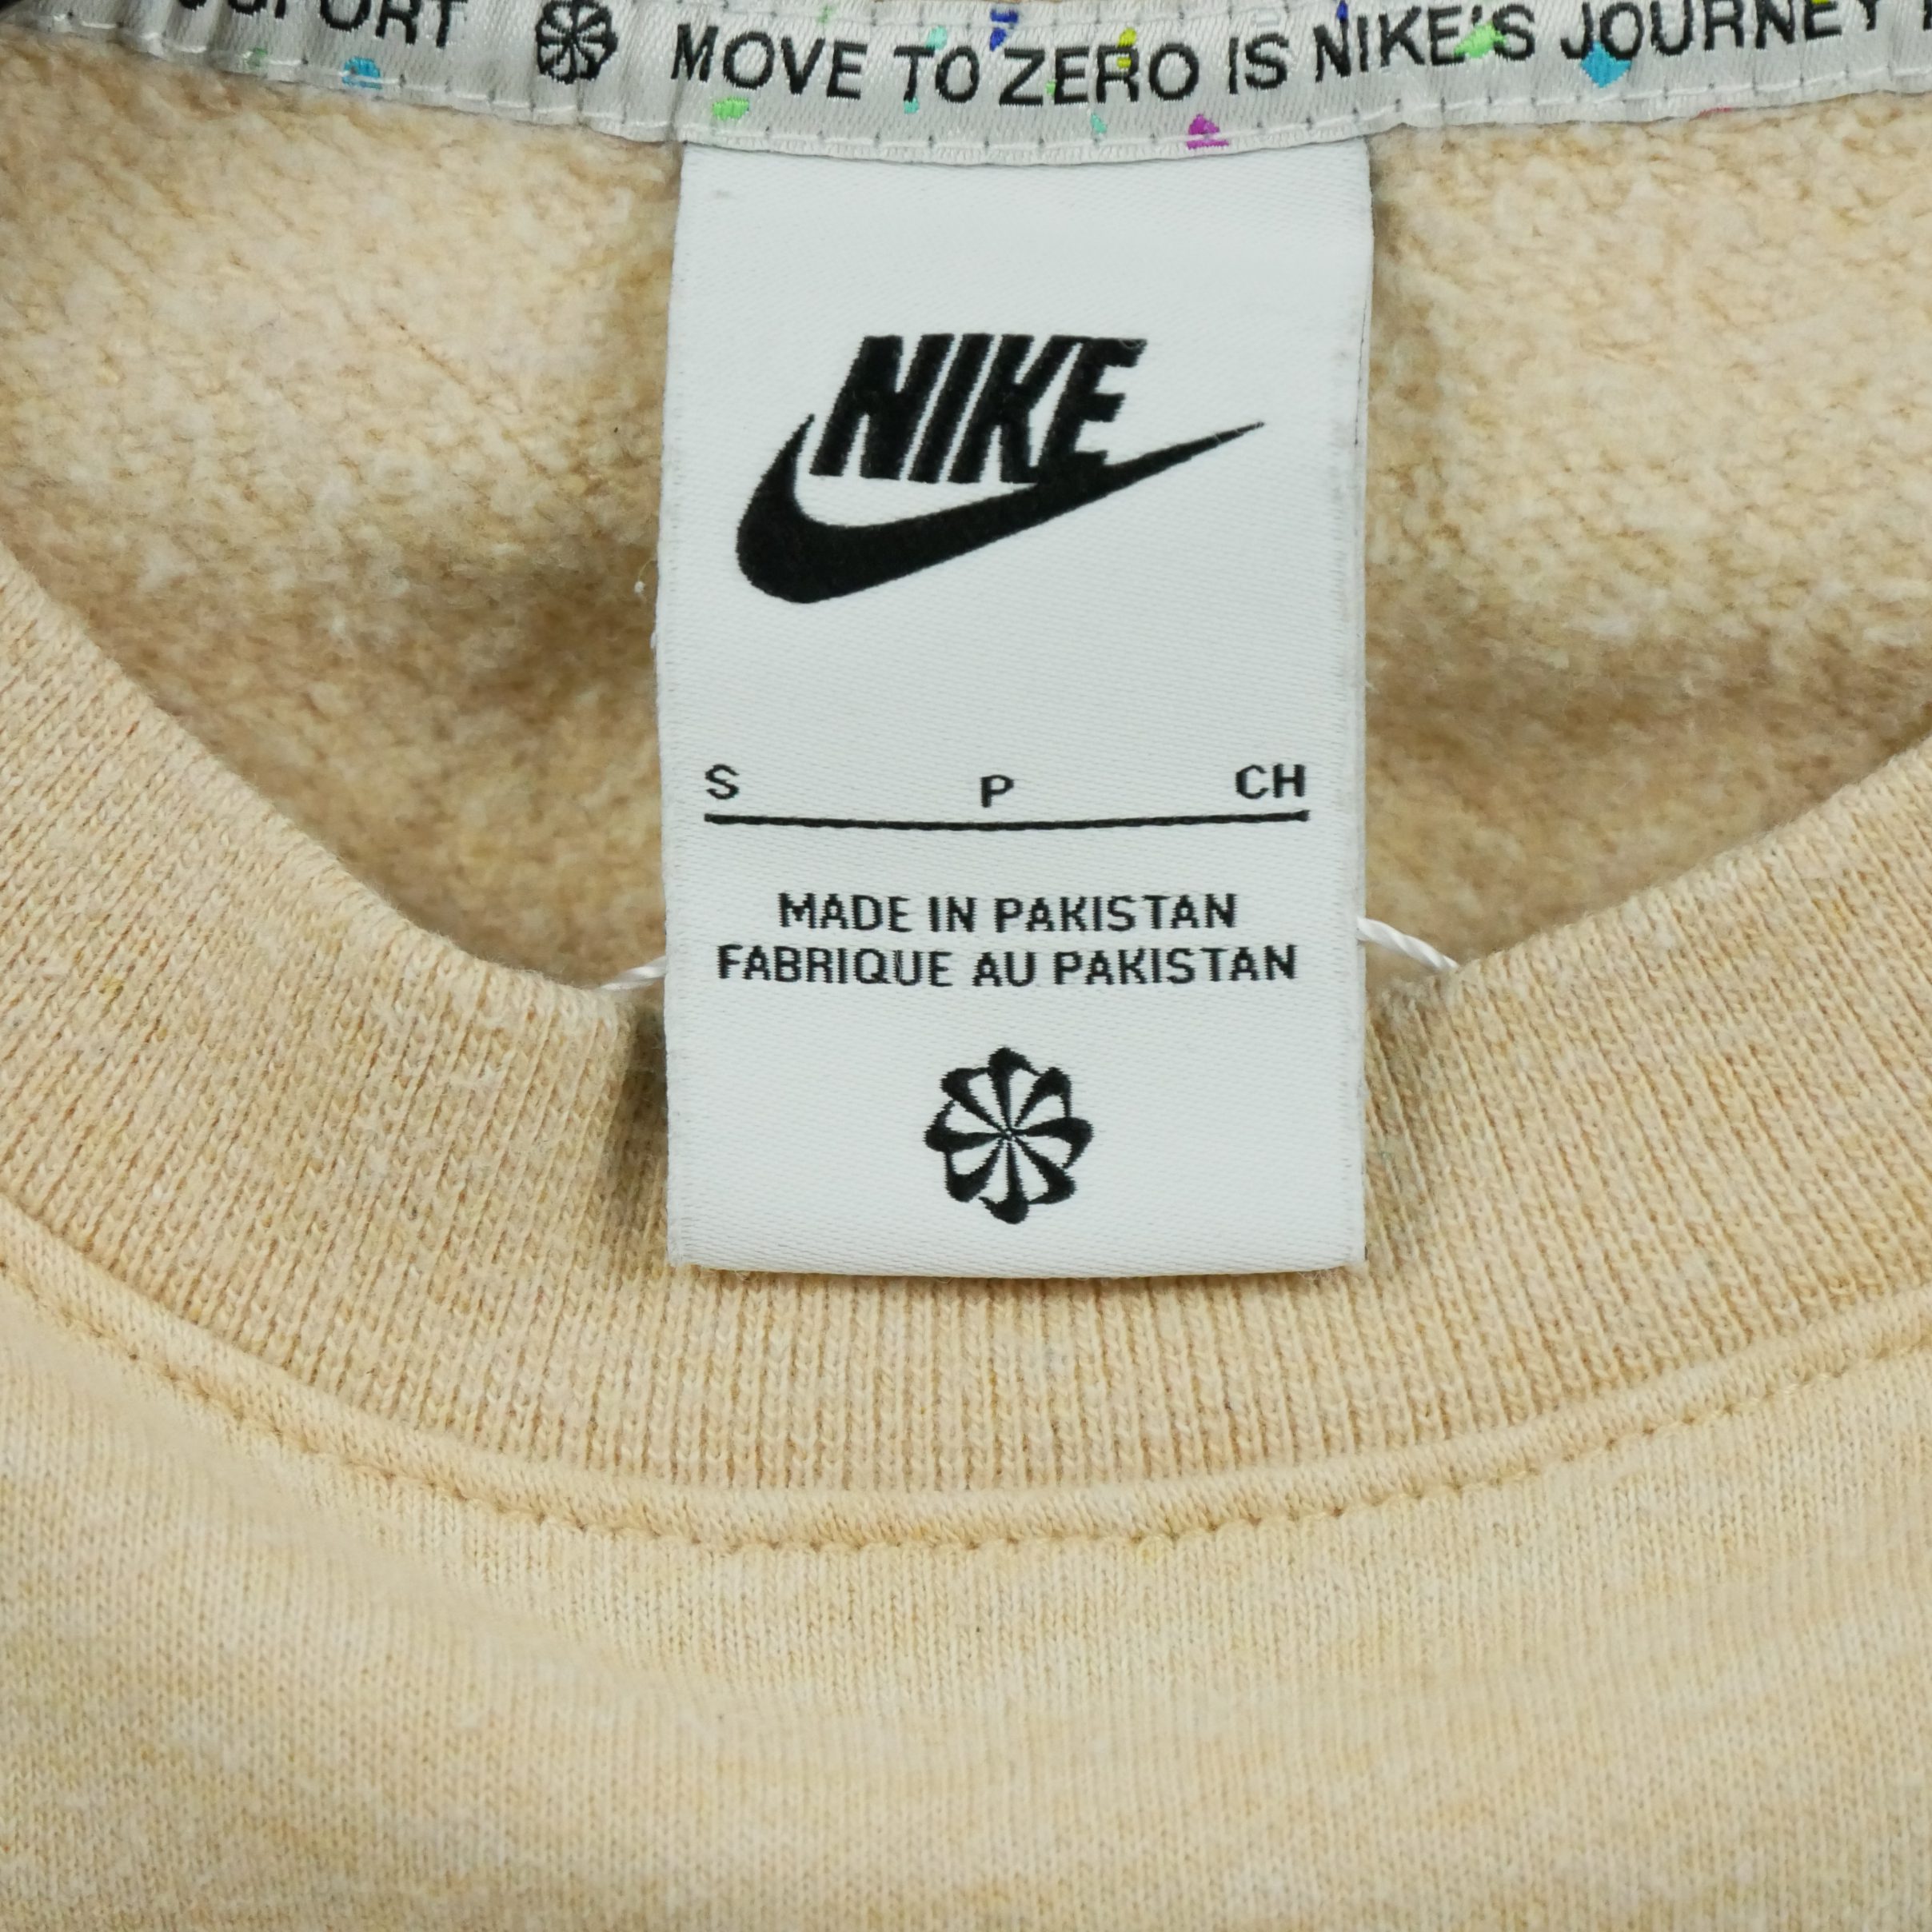 MOVE TO ZERO IS NIKE'S JOURNEY
NIKE
S P CH
MADE IN PAKISTAN
FABRIQUE AU PAKISTAN